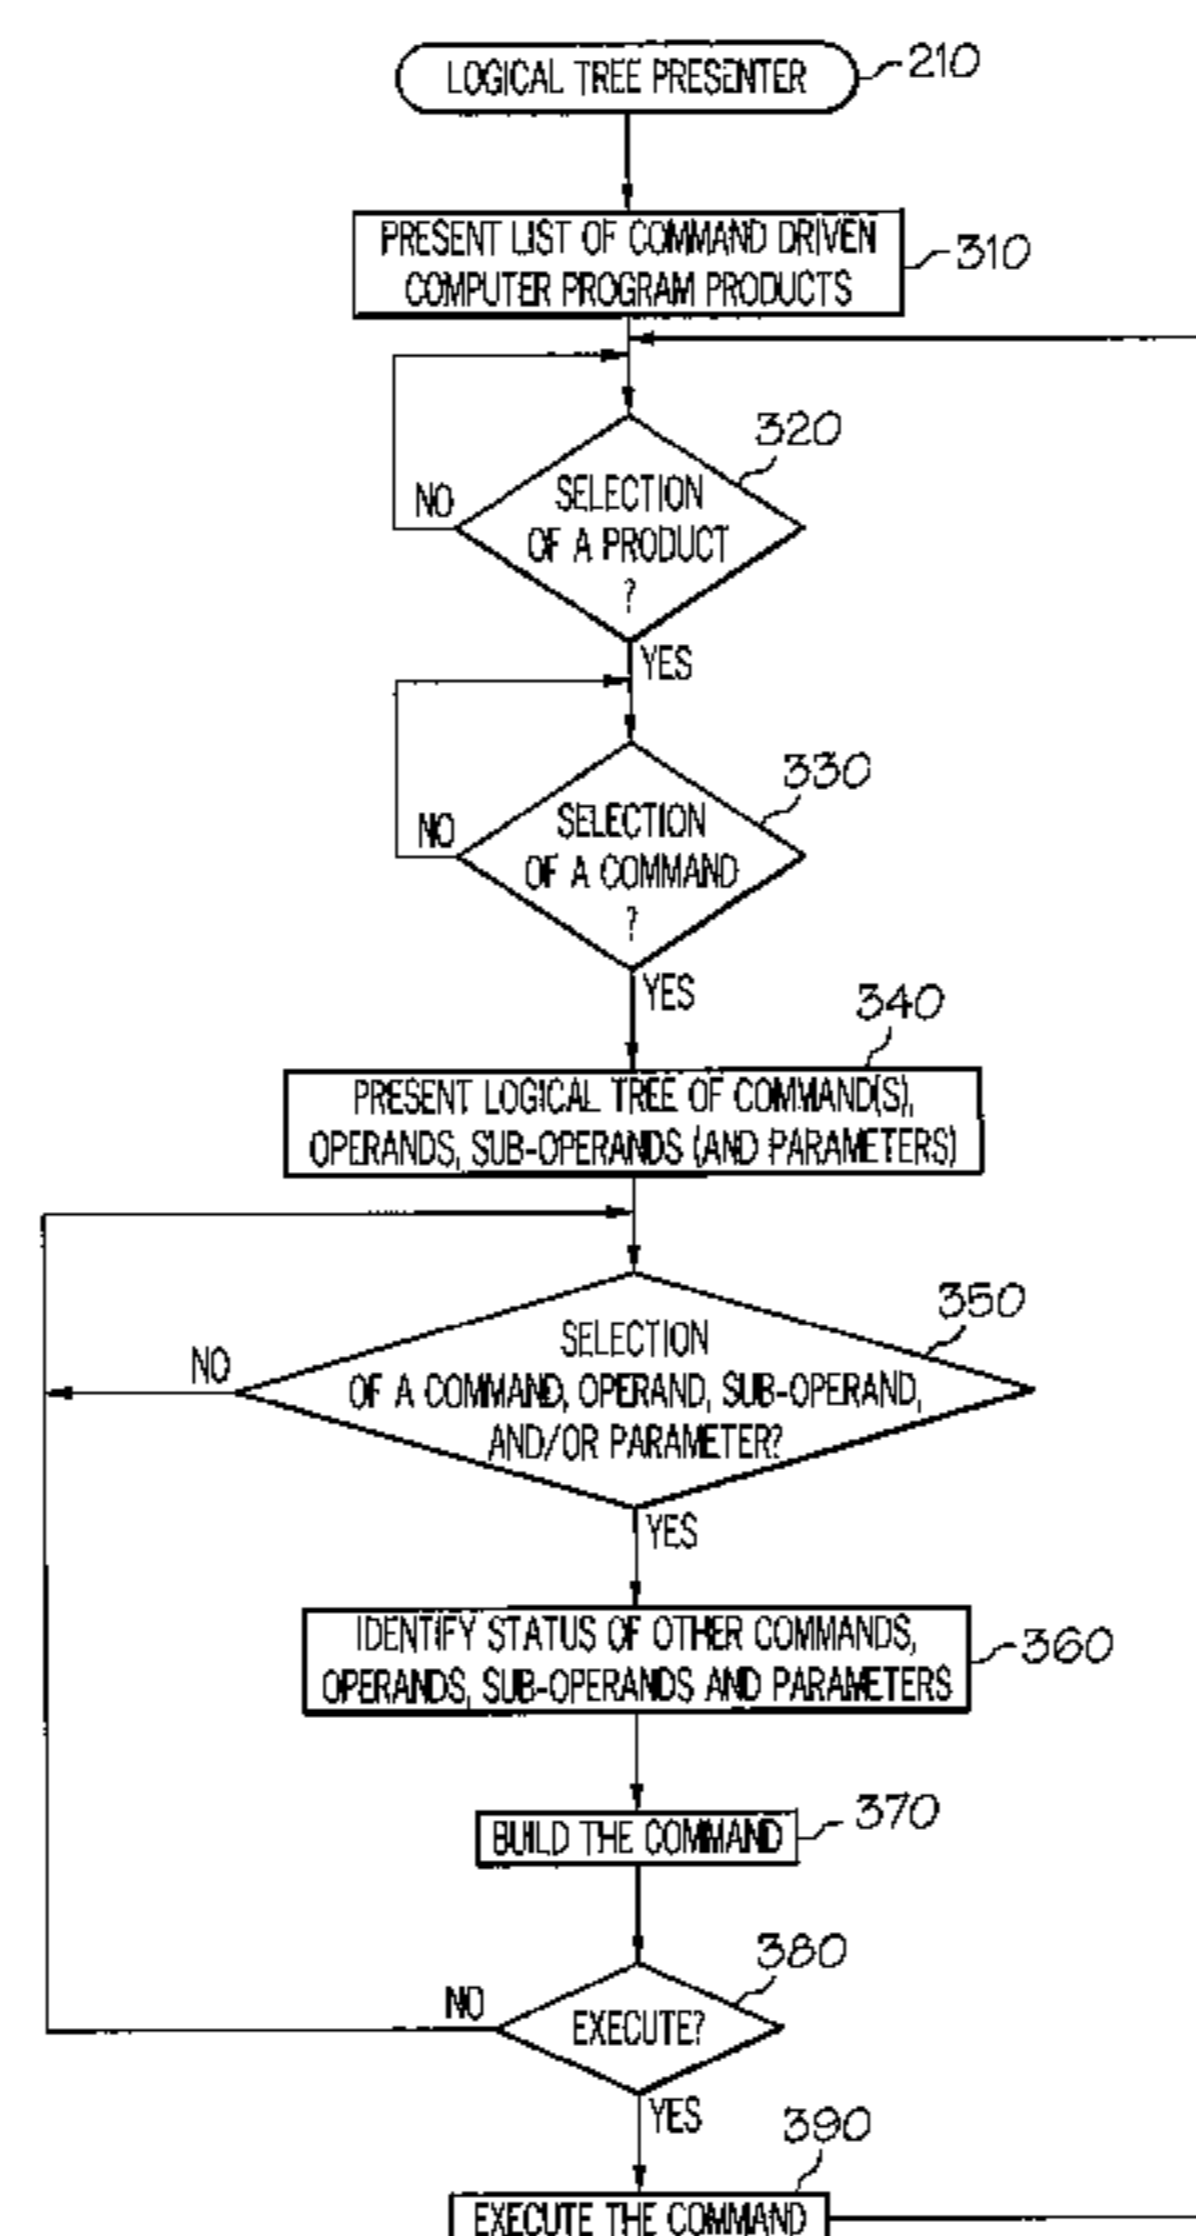 LOGICAL TREE PRESENTER
210
PRESENT LIST OF COMMAND DRIVEN
COMPUTER PROGRAM PRODUCTS
310
320
SELECTION
OF A PRODUCT
?
NO
YES
330
SELECTION
OF A COMMAND
?
NO
YES
340
PRESENT LOGICAL TREE OF COMMAND(S),
OPERANDS, SUB-OPERANDS (AND PARAMETERS)
350
SELECTION
OF A COMMAND, OPERAND, SUB-OPERAND,
AND/OR PARAMETER?
NO
YES
IDENTIFY STATUS OF OTHER COMMANDS,
OPERANDS, SUB-OPERANDS AND PARAMETERS
360
BUILD THE COMMAND
370
380
EXECUTE?
NO
YES
390
EXECUTE THE COMMAND